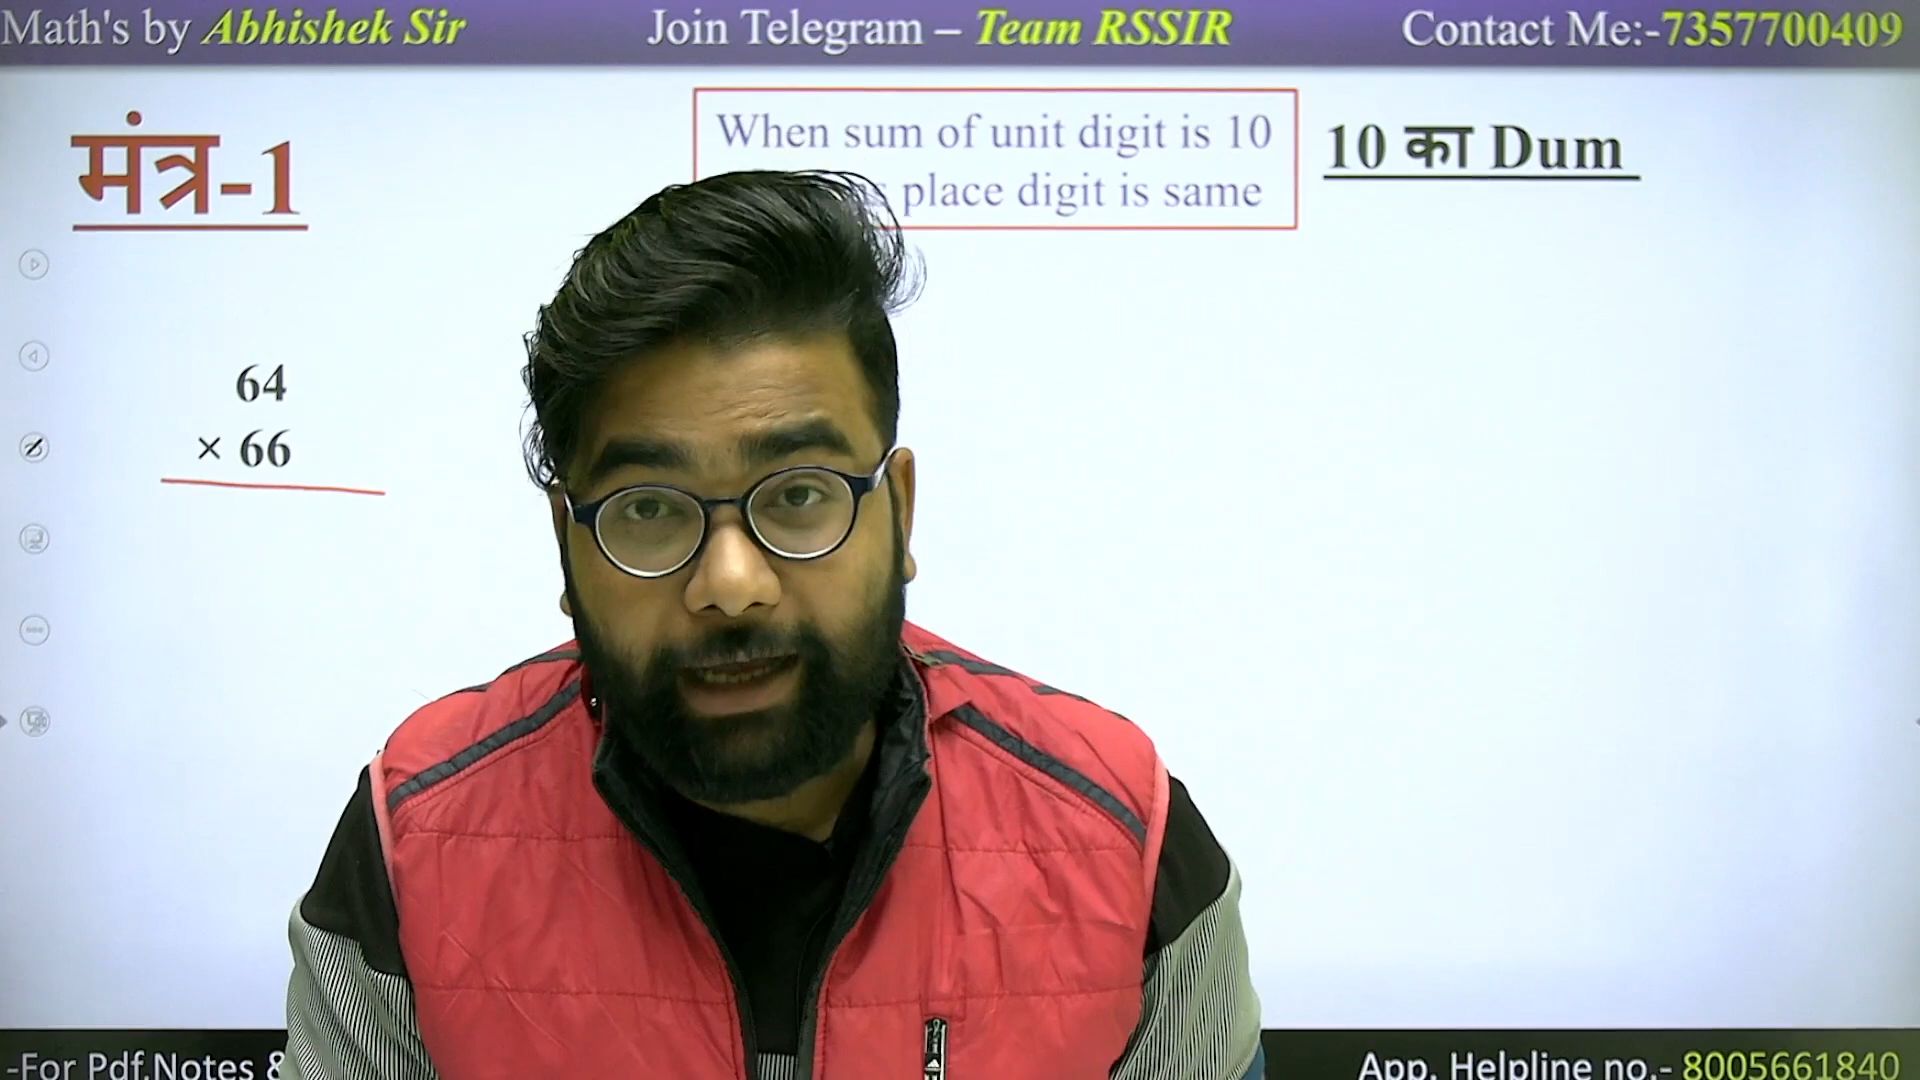 Math's by Abhishek Sir
Join Telegram – Team RSSIR
Contact Me:-7357700409
मंत्र-1
When sum of unit digit is 10
place digit is same
10 का Dum
64
× 66
-For Pdf,Notes &
App. Helpline no.- 8005661840